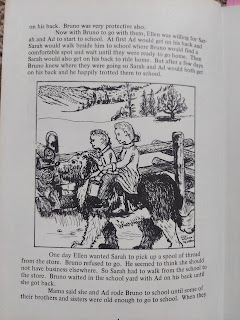 on his back. Bruno was very protective also.
Now with Bruno to go with them, Ellen was willing for Sar-
ah and Ad to start to school. At first Ad would get on his back and
Sarah would walk beside him to school where Bruno would find a
comfortable spot and wait until they were ready to go home. Then
Sarah would also get on his back to ride home. But after a few days
Bruno knew where they were going so Sarah and Ad would both get
on his back and he happily trotted them to school.
One day Ellen wanted Sarah to pick up a spool of thread
from the store. Bruno refused to go. He seemed to think she should
not have business elsewhere. So Sarah had to walk from the school to
the store. Bruno waited in the school yard with Ad on his back until
she got back.
Mama said she and Ad rode Bruno to school until some of
their brothers and sisters were old enough to go to school. When they